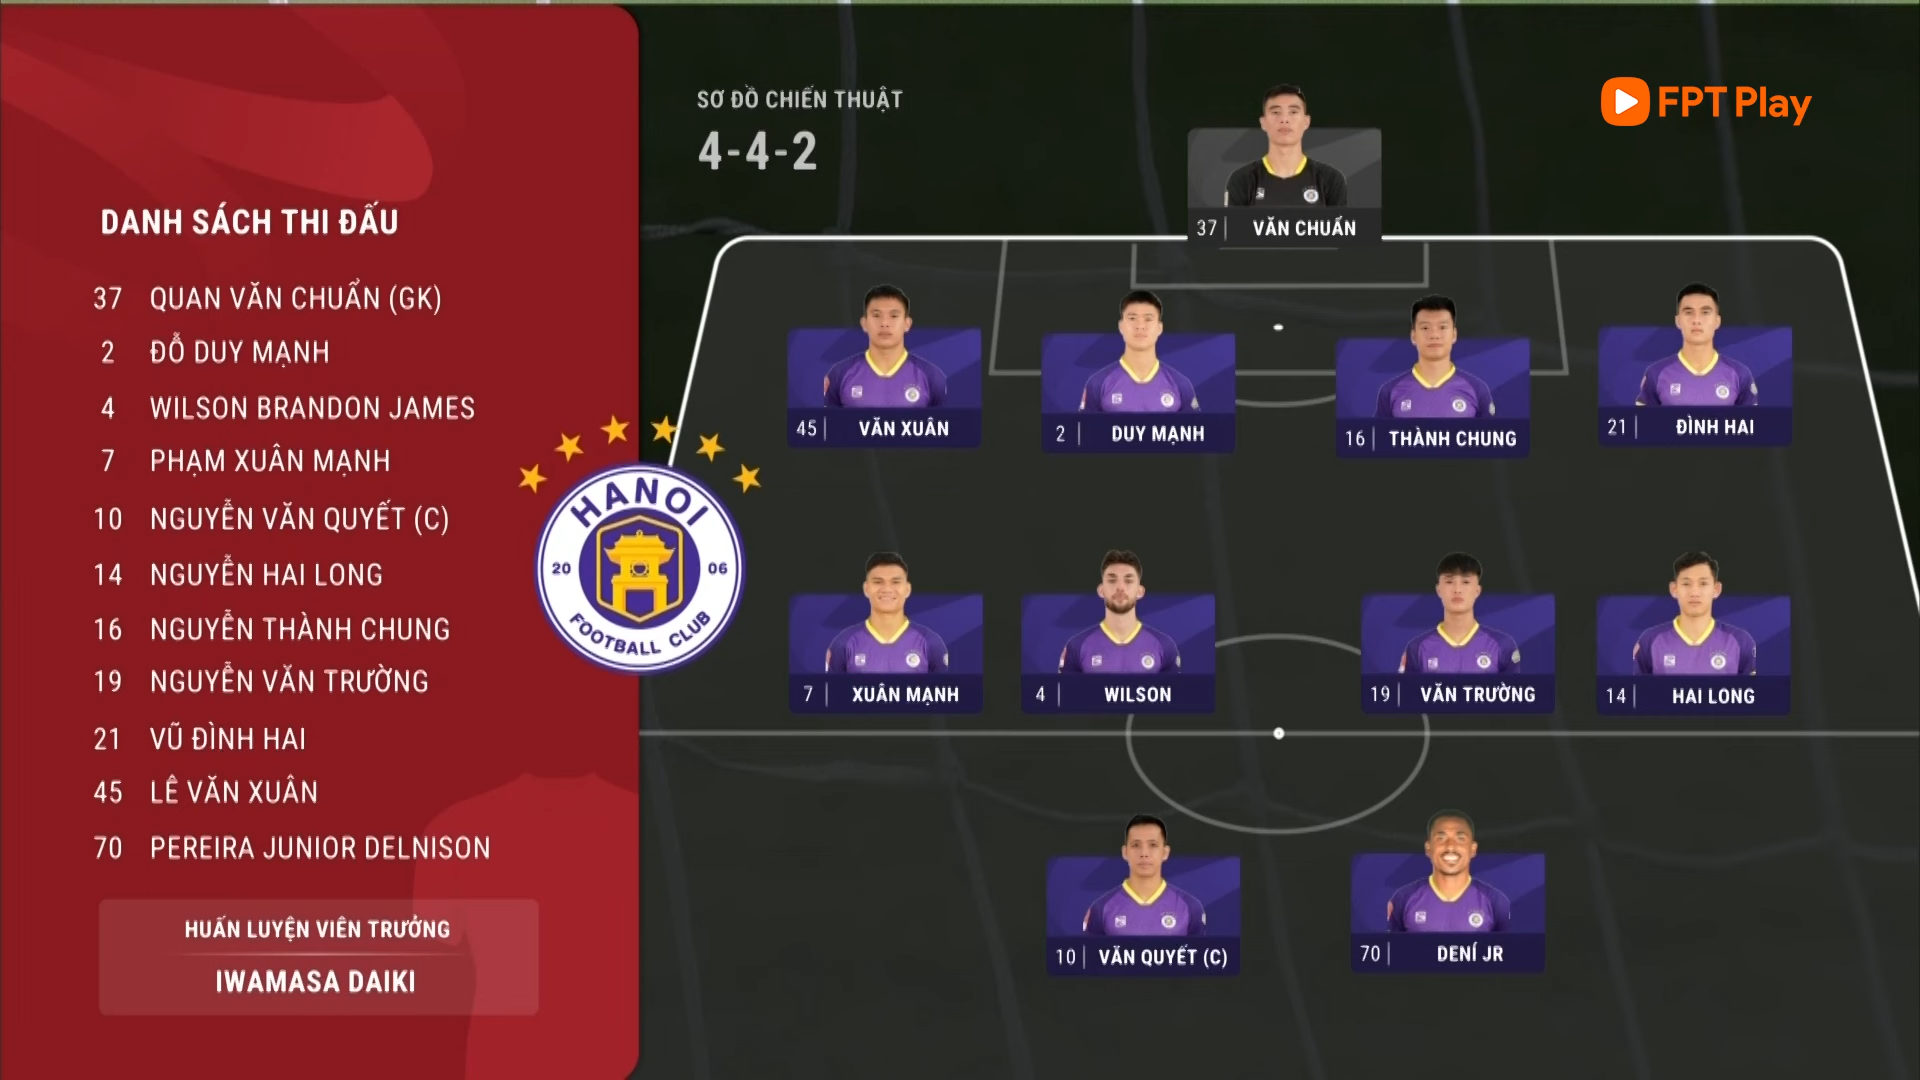 DANH SÁCH THI ĐẤU
37 QUAN VĂN CHUẨN (GK)
2 ĐỖ DUY MẠNH
4 WILSON BRANDON JAMES
7 PHẠM XUÂN MẠNH
10 NGUYỄN VĂN QUYẾT (C)
14 NGUYỄN HAI LONG
16 NGUYỄN THÀNH CHUNG
19 NGUYỄN VĂN TRƯỜNG
21 VŨ ĐÌNH HAI
45 LÊ VĂN XUÂN
70 PEREIRA JUNIOR DELNISON
HUẤN LUYỆN VIÊN TRƯỞNG
IWAMASA DAIKI
HANOI
20 06
FOOTBALL CLUB
SƠ ĐỒ CHIẾN THUẬT
4-4-2
FPT Play
37 VĂN CHUẨN
45 VĂN XUÂN
2 DUY MẠNH
16 THÀNH CHUNG
21 ĐÌNH HAI
7 XUÂN MẠNH
4 WILSON
19 VĂN TRƯỜNG
14 HAI LONG
10 VĂN QUYẾT (C)
70 DENÍ JR